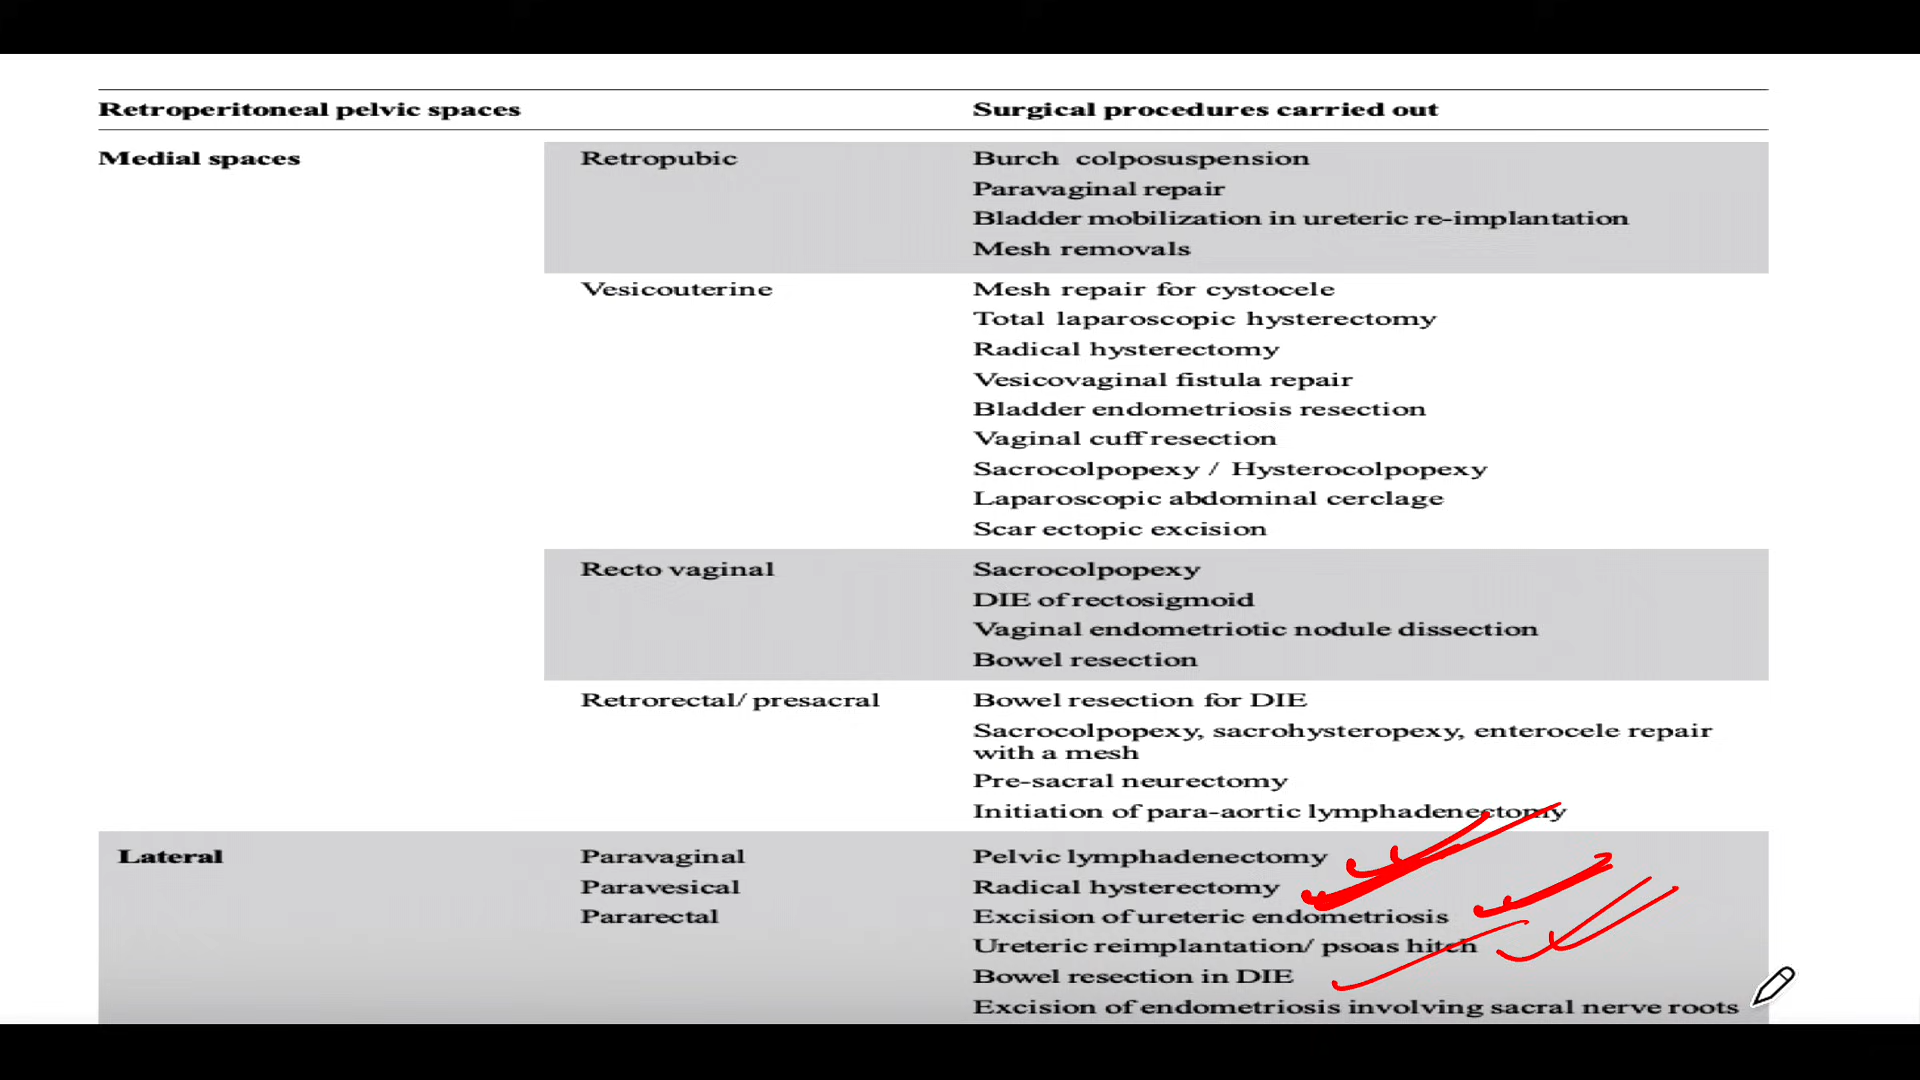 Retroperitoneal pelvic spaces Surgical procedures carried out
Medial spaces Retropubic Burch colposuspension
Paravaginal repair
Bladder mobilization in ureteric re-implantation
Mesh removals
Vesicouterine Mesh repair for cystocele
Total laparoscopic hysterectomy
Radical hysterectomy
Vesicovaginal fistula repair
Bladder endometriosis resection
Vaginal cuff resection
Sacrocolpopexy / Hysterocolpopexy
Laparoscopic abdominal cerclage
Scar ectopic excision
Recto vaginal Sacrocolpopexy
DIE of rectosigmoid
Vaginal endometriotic nodule dissection
Bowel resection
Retrorectal/ presacral Bowel resection for DIE
Sacrocolpopexy, sacrohysteropexy, enterocele repair
with a mesh
Pre-sacral neurectomy
Initiation of para-aortic lymphadenectomy
Lateral Paravaginal Pelvic lymphadenectomy
Paravesical Radical hysterectomy
Pararectal Excision of ureteric endometriosis
Ureteric reimplantation/ psoas hitch
Bowel resection in DIE
Excision of endometriosis involving sacral nerve roots